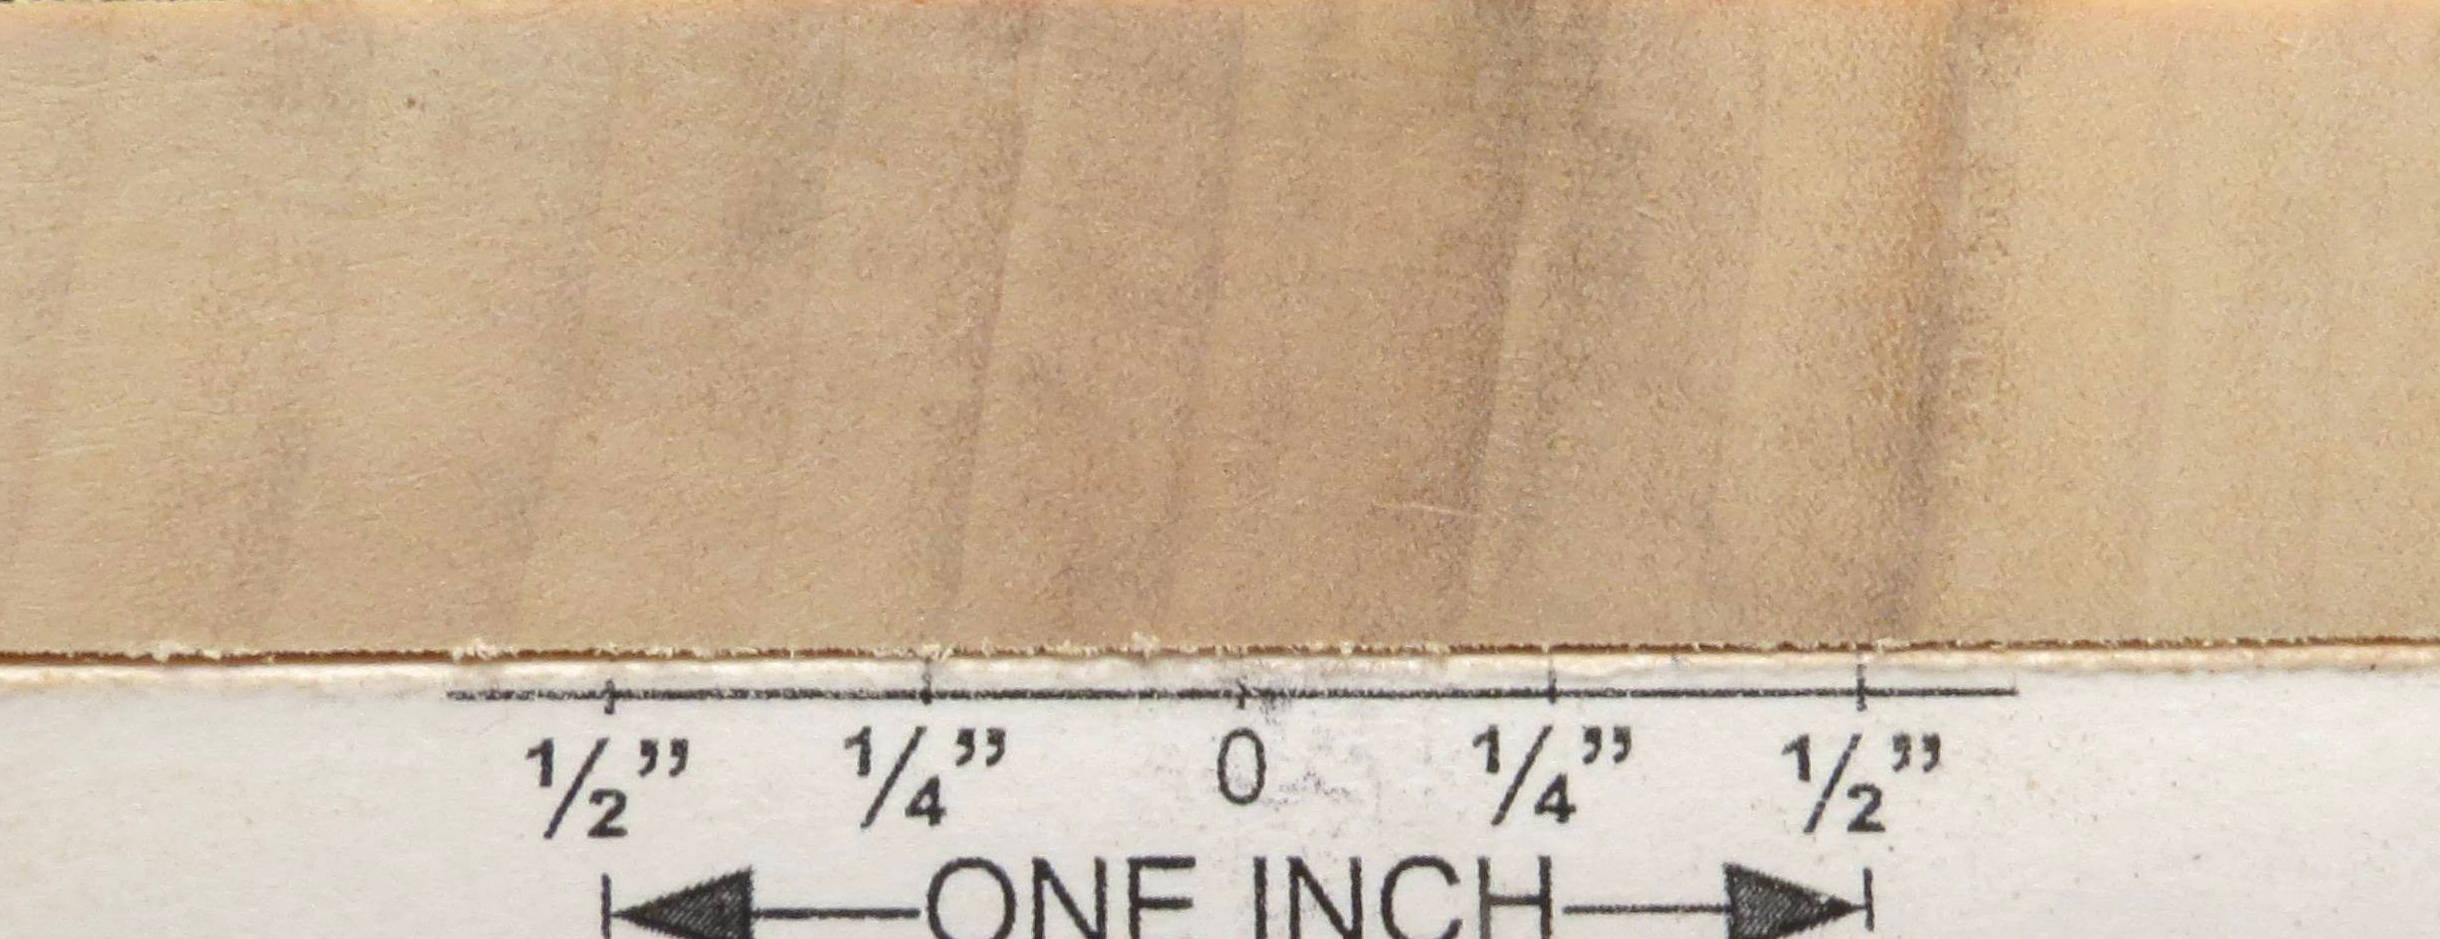 1/2” 1/4” 0 1/4” 1/2”
ONE INCH